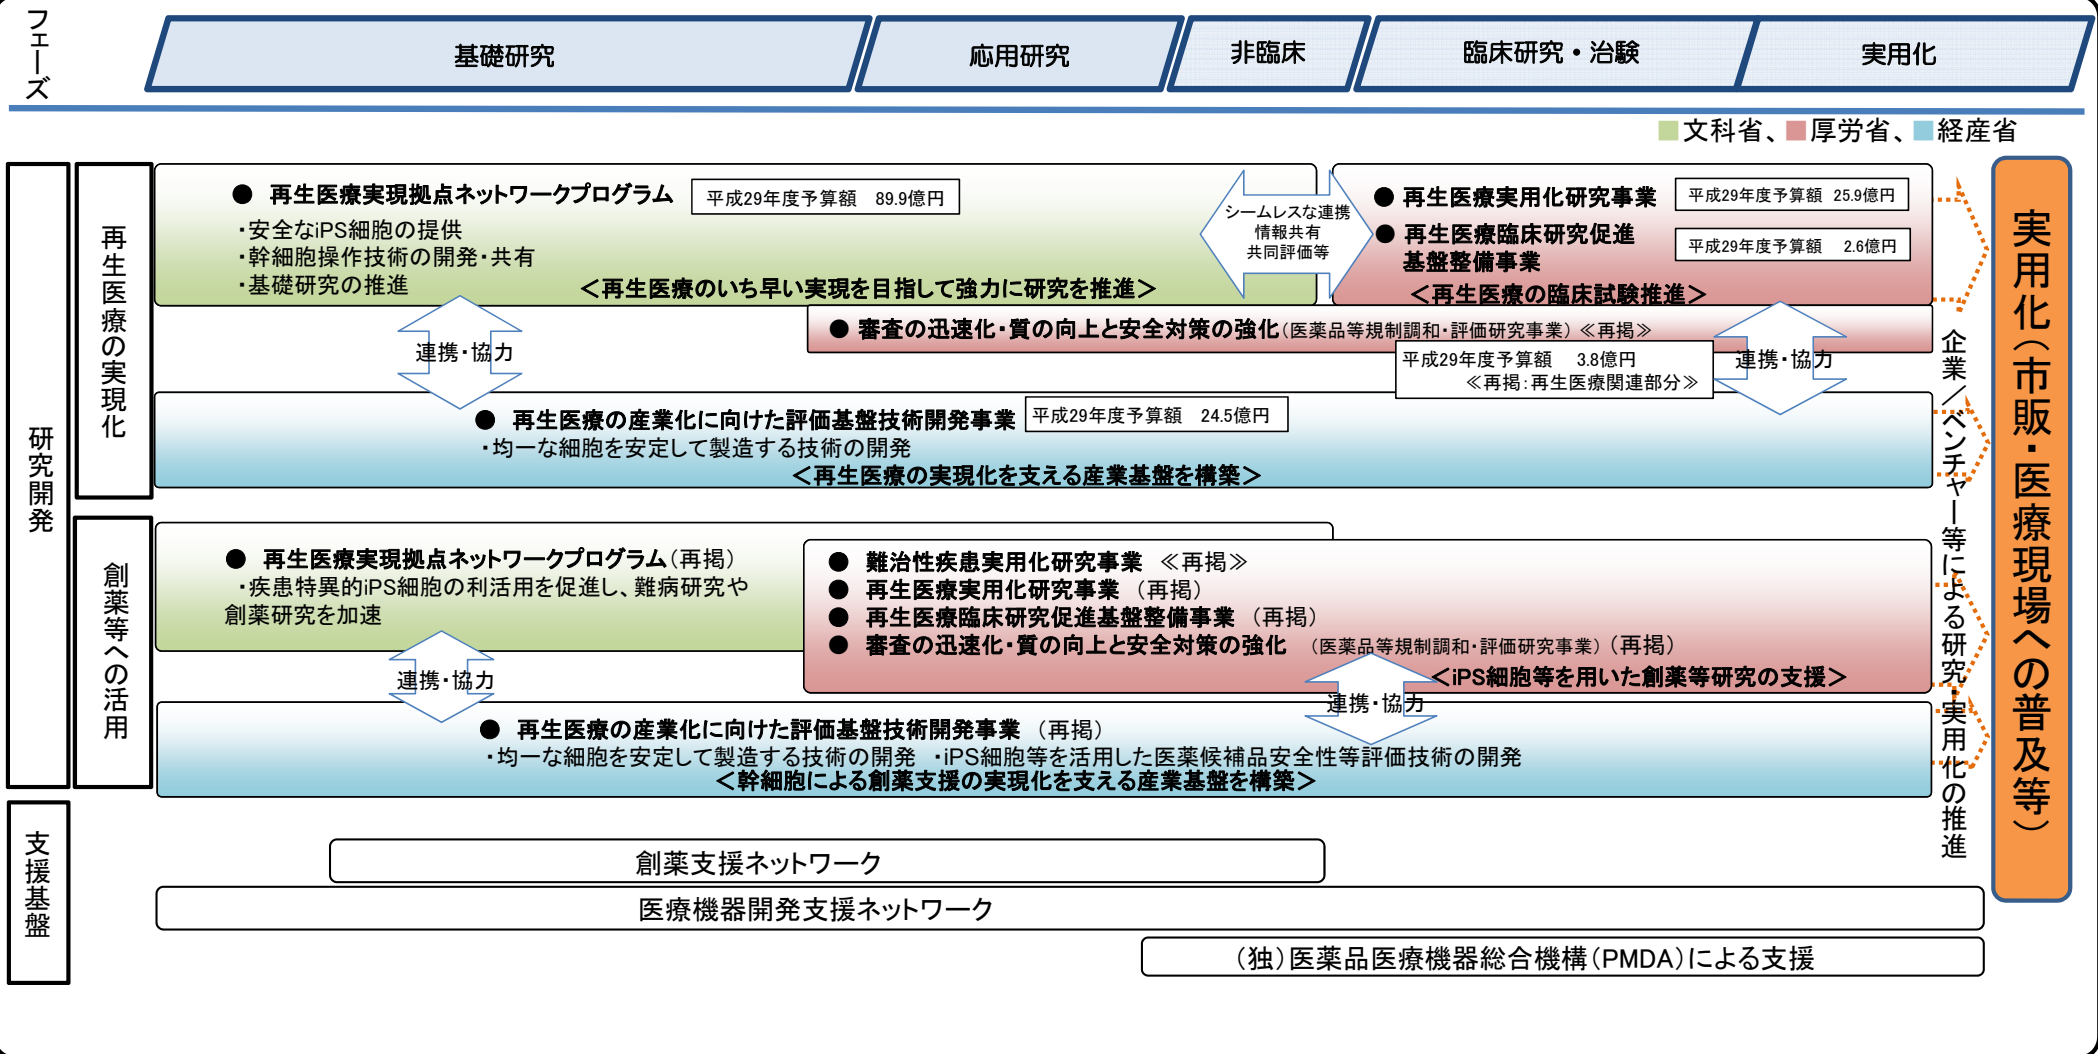 フェーズ
基礎研究
応用研究
非臨床
臨床研究・治験
実用化
■文科省、■厚労省、■経産省
研究開発
再生医療の実現化
● 再生医療実現拠点ネットワークプログラム
平成29年度予算額 89.9億円
・安全なiPS細胞の提供
・幹細胞操作技術の開発・共有
・基礎研究の推進
＜再生医療のいち早い実現を目指して強力に研究を推進＞
シームレスな連携
情報共有
共同評価等
● 再生医療実用化研究事業
平成29年度予算額 25.9億円
● 再生医療臨床研究促進
基盤整備事業
平成29年度予算額 2.6億円
＜再生医療の臨床試験推進＞
● 審査の迅速化・質の向上と安全対策の強化(医薬品等規制調和・評価研究事業) ≪再掲≫
平成29年度予算額 3.8億円
≪再掲:再生医療関連部分≫
連携・協力
連携・協力
● 再生医療の産業化に向けた評価基盤技術開発事業
平成29年度予算額 24.5億円
・均一な細胞を安定して製造する技術の開発
＜再生医療の実現化を支える産業基盤を構築＞
創薬等への活用
● 再生医療実現拠点ネットワークプログラム(再掲)
・疾患特異的iPS細胞の利活用を促進し、難病研究や
創薬研究を加速
● 難治性疾患実用化研究事業 ≪再掲≫
● 再生医療実用化研究事業 (再掲)
● 再生医療臨床研究促進基盤整備事業 (再掲)
● 審査の迅速化・質の向上と安全対策の強化 (医薬品等規制調和・評価研究事業) (再掲)
＜iPS細胞等を用いた創薬等研究の支援＞
連携・協力
連携・協力
● 再生医療の産業化に向けた評価基盤技術開発事業 (再掲)
・均一な細胞を安定して製造する技術の開発 ・iPS細胞等を活用した医薬候補品安全性等評価技術の開発
＜幹細胞による創薬支援の実現化を支える産業基盤を構築＞
企業／ベンチャー等による研究・実用化の推進
実用化(市販・医療現場への普及等)
支援基盤
創薬支援ネットワーク
医療機器開発支援ネットワーク
(独)医薬品医療機器総合機構(PMDA)による支援